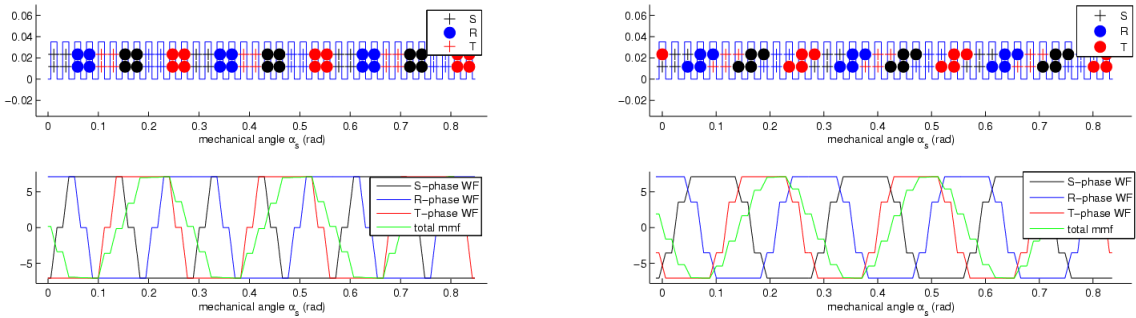 0.06
0.04
0.02
0
−0.02
S
R
T
0 0.1 0.2 0.3 0.4 0.5 0.6 0.7 0.8
mechanical angle αs (rad)
5
0
−5
S-phase WF
R-phase WF
T-phase WF
total mmf
0 0.1 0.2 0.3 0.4 0.5 0.6 0.7 0.8
mechanical angle αs (rad)
0.06
0.04
0.02
0
−0.02
S
R
T
0 0.1 0.2 0.3 0.4 0.5 0.6 0.7 0.8
mechanical angle αs (rad)
5
0
−5
S-phase WF
R-phase WF
T-phase WF
total mmf
0 0.1 0.2 0.3 0.4 0.5 0.6 0.7 0.8
mechanical angle αs (rad)